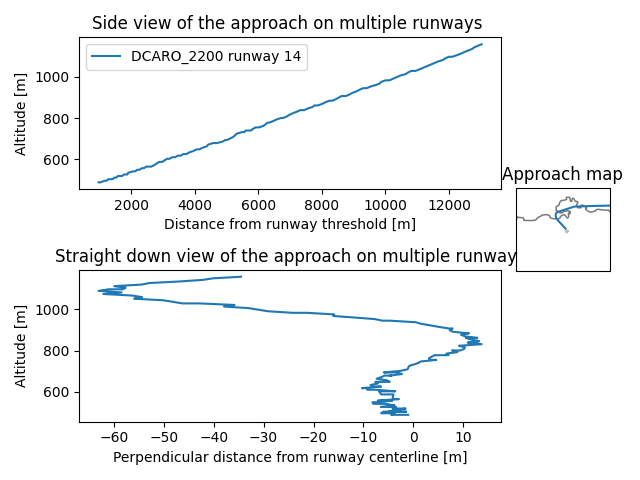 Side view of the approach on multiple runways
DCARO_2200 runway 14
Altitude [m]
1000
800
600
2000 4000 6000 8000 10000 12000
Distance from runway threshold [m]
Approach map
Straight down view of the approach on multiple runway
Altitude [m]
1000
800
600
−60 −50 −40 −30 −20 −10 0 10
Perpendicular distance from runway centerline [m]